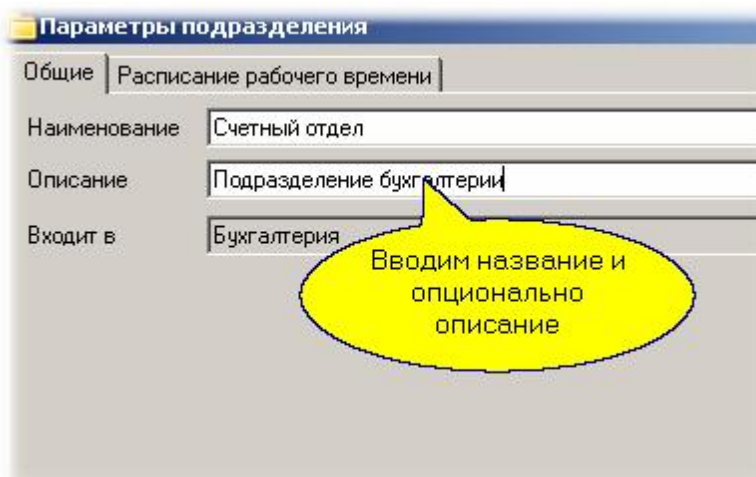 Параметры подразделения
Общие Расписание рабочего времени
Наименование Счетный отдел
Описание Подразделение бухгалтерии
Входит в Бухгалтерия
Вводим название и
опционально
описание